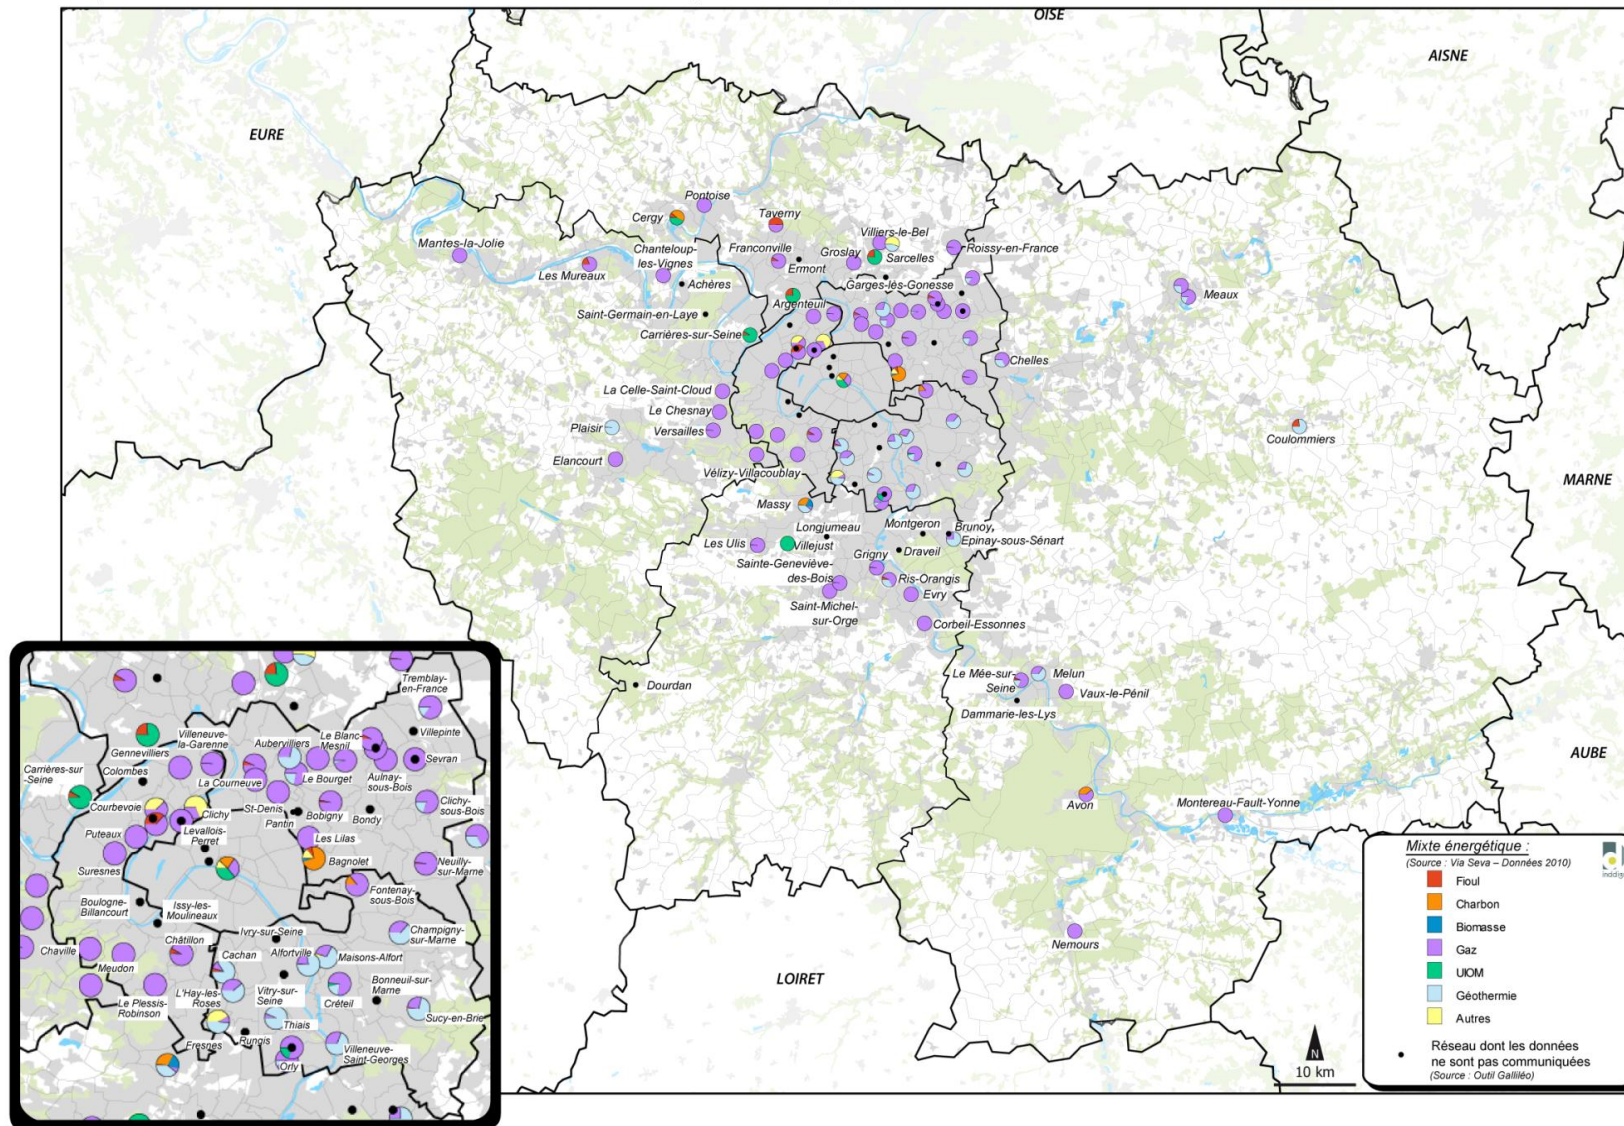 OISE
AISNE
EURE
Pontoise
Cergy
Taverny
Villiers-le-Bel
Mantes-la-Jolie
Chanteloup-
les-Vignes
Franconville
Groslay
Roissy-en-France
Les Mureaux
Ermont
Sarcelles
Achères
Garges-lès-Gonesse
Meaux
Saint-Germain-en-Laye
Argenteuil
Carrières-sur-Seine
Chelles
La Celle-Saint-Cloud
Le Chesnay
Plaisir
Versailles
Coulommiers
Elancourt
Vélizy-Villacoublay
MARNE
Massy
Longjumeau
Montgeron
Brunoy,
Epinay-sous-Sénart
Les Ulis
Villejust
Draveil
Sainte-Geneviève-
des-Bois
Grigny
Ris-Orangis
Evry
Saint-Michel-
sur-Orge
Corbeil-Essonnes
Le Mée-sur-
Seine
Melun
Dourdan
Vaux-le-Pénil
Dammarie-les-Lys
AUBE
Avon
Montereau-Fault-Yonne
Nemours
LOIRET
Tremblay-
en-France
Villeneuve-
la-Garenne
Aubervilliers
Le Blanc-
Mesnil
Villepinte
Gennevilliers
Sevran
Carrières-sur
-Seine
Colombes
La Courneuve
Le Bourget
Aulnay-
sous-Bois
Courbevoie
Clichy
St-Denis
Bobigny
Clichy-
sous-Bois
Pantin
Bondy
Puteaux
Levallois-
Perret
Les Lilas
Suresnes
Bagnolet
Neuilly-
sur-Marne
Boulogne-
Billancourt
Issy-les-
Moulineaux
Fontenay-
sous-Bois
Ivry-sur-Seine
Champigny-
sur-Marne
Chaville
Châtillon
Cachan
Alfortville
Maisons-Alfort
Meudon
L'Hay-les-
Roses
Vitry-sur-
Seine
Créteil
Bonneuil-sur-
Marne
Le Plessis-
Robinson
Thiais
Sucy-en-Brie
Fresnes
Rungis
Villeneuve-
Saint-Georges
Orly
N
10 km
Mixte énergétique :
(Source : Via Seva – Données 2010)
Fioul
Charbon
Biomasse
Gaz
UIOM
Géothermie
Autres
Réseau dont les données
ne sont pas communiquées
(Source : Outil Galliléo)